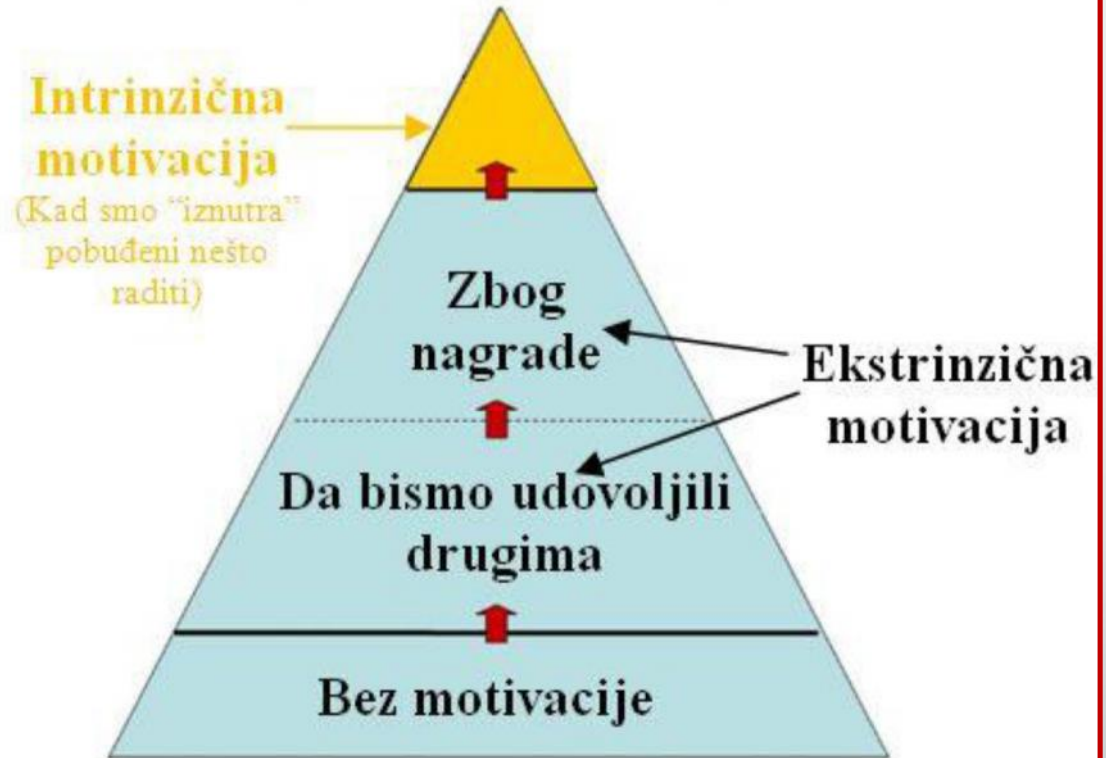 Intrinzična
motivacija
(Kad smo “iznutra”
pobuđeni nešto
raditi)
Zbog
nagrade
Ekstrinzična
motivacija
Da bismo udovoljili
drugima
Bez motivacije